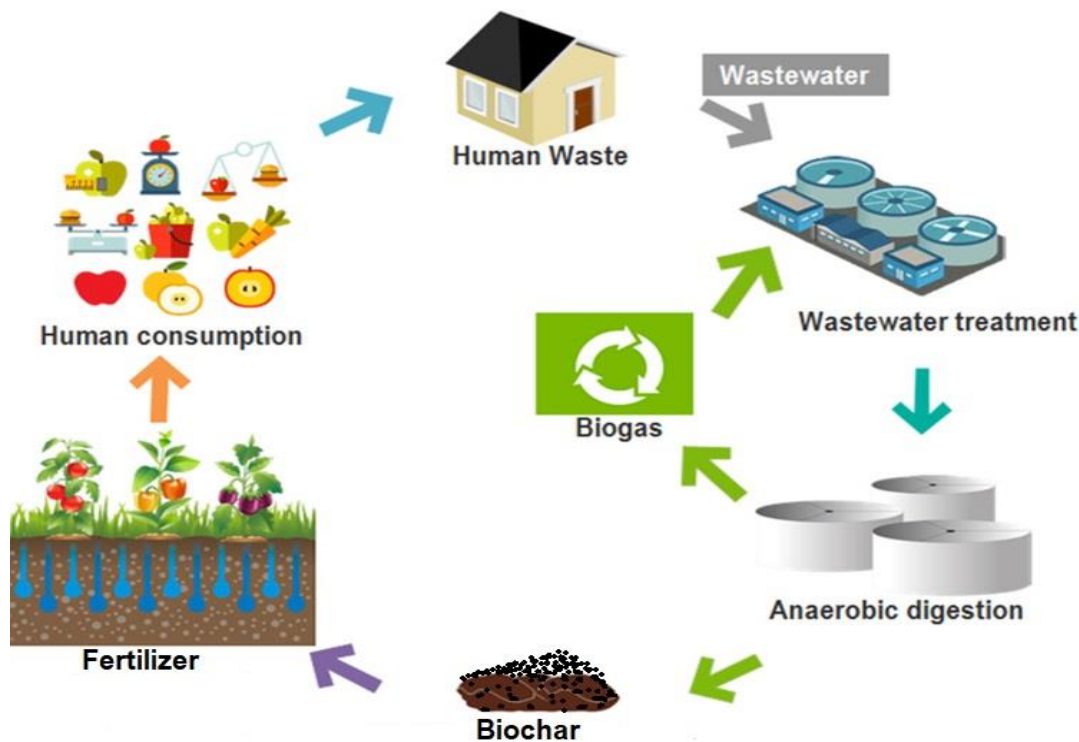 Wastewater
Human Waste
Wastewater treatment
Human consumption
Biogas
Anaerobic digestion
Fertilizer
Biochar